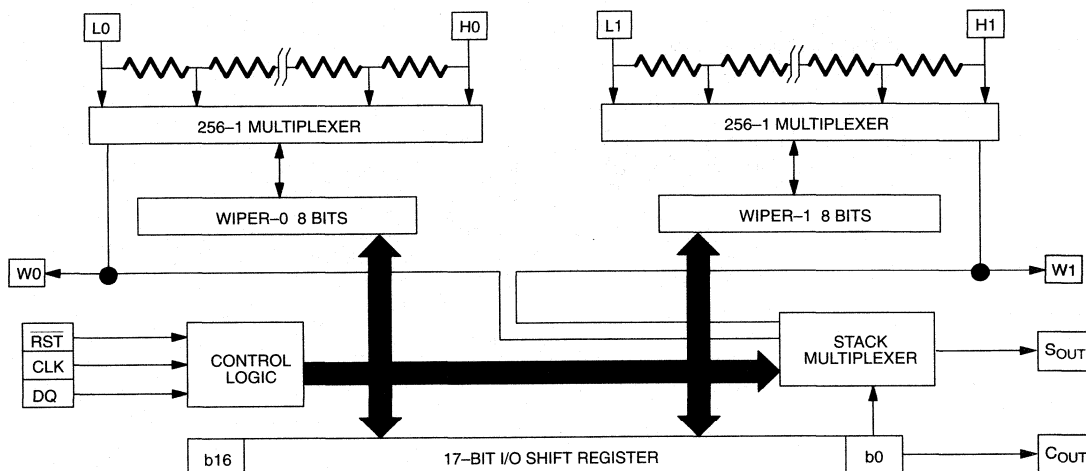 L0
H0
L1
H1
256–1 MULTIPLEXER
256–1 MULTIPLEXER
WIPER–0 8 BITS
WIPER–1 8 BITS
W0
W1
RST
CLK
DQ
CONTROL
LOGIC
STACK
MULTIPLEXER
SOUT
b16
17–BIT I/O SHIFT REGISTER
b0
COUT